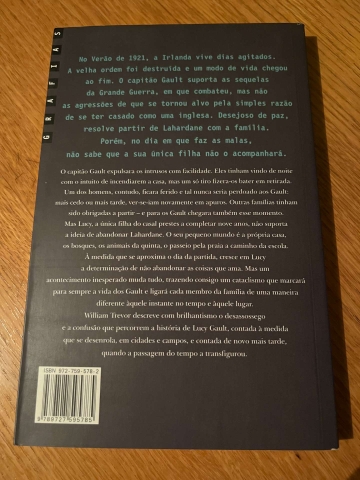 GRAFIAS
No Verão de 1921, a Irlanda vive dias agitados.
A velha ordem foi destruída e um modo de vida chegou
ao fim. O capitão Gault suporta as sequelas
da Grande Guerra, em que combateu, mas não
as agressões de que se tornou alvo pela simples razão
de se ter casado com uma inglesa. Desejoso de paz,
resolve partir de Lahardane com a família.
Porém, no dia em que faz as malas,
não sabe que a sua única filha não o acompanhará.
O capitão Gault expulsara os intrusos com facilidade. Eles tinham vindo de noite
com o intuito de incendiarem a casa, mas um só tiro fizera-os bater em retirada.
Um dos homens, contudo, ficara ferido e tal nunca seria perdoado aos Gault:
mais cedo ou mais tarde, ver-se-iam novamente em apuros. Outras famílias tinham
sido obrigadas a partir – e para os Gault chegara também esse momento.
Mas Lucy, a única filha do casal prestes a completar nove anos, não suporta
a ideia de abandonar Lahardane. O seu pequeno mundo é a própria casa,
os bosques, os animais da quinta, o passeio pela praia a caminho da escola.
À medida que se aproxima o dia da partida, cresce em Lucy
a determinação de não abandonar as coisas que ama. Mas um
acontecimento inesperado muda tudo, trazendo consigo um cataclismo que marcará
para sempre a vida dos Gault e ligará cada membro da família de uma maneira
diferente àquele instante no tempo e àquele lugar.
William Trevor descreve com brilhantismo o desassossego
e a confusão que percorrem a história de Lucy Gault, contada à medida
que se desenrola, em cidades e campos, e contada de novo mais tarde,
quando a passagem do tempo a transfigurou.
ISBN 972-759-578-2
9 789727 595785